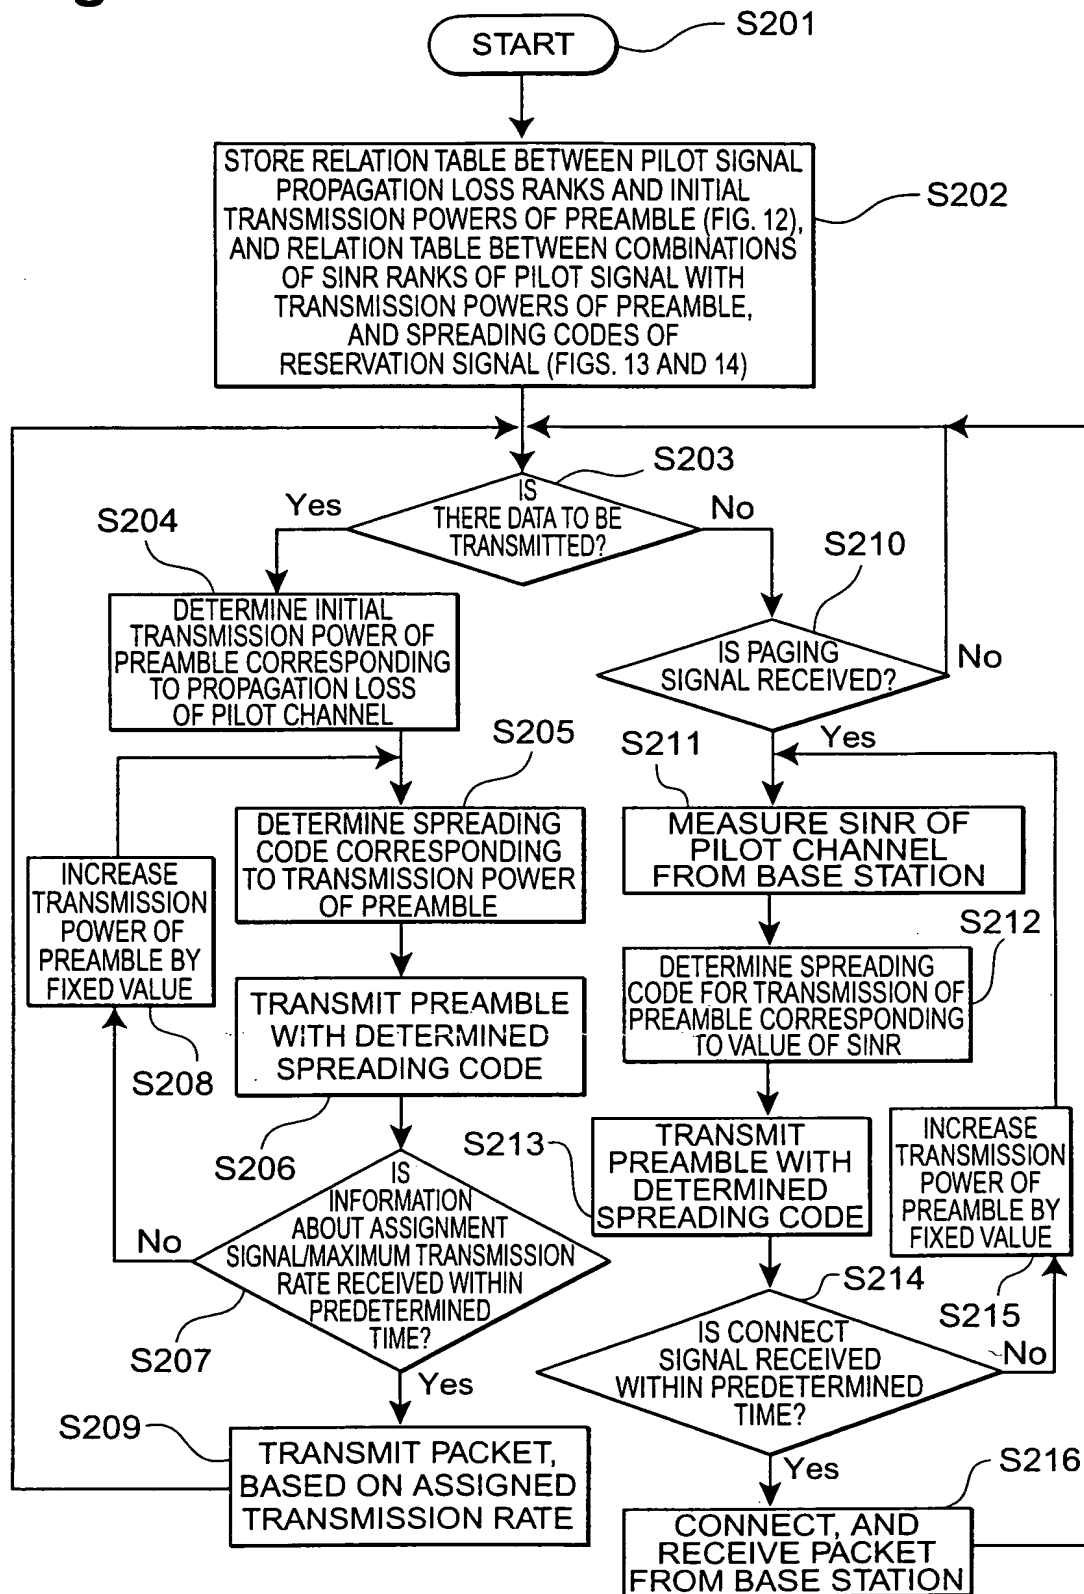 START
S201
STORE RELATION TABLE BETWEEN PILOT SIGNAL
PROPAGATION LOSS RANKS AND INITIAL
TRANSMISSION POWERS OF PREAMBLE (FIG. 12),
AND RELATION TABLE BETWEEN COMBINATIONS
OF SINR RANKS OF PILOT SIGNAL WITH
TRANSMISSION POWERS OF PREAMBLE,
AND SPREADING CODES OF
RESERVATION SIGNAL (FIGS. 13 AND 14)
S202
S203
IS
THERE DATA TO BE
TRANSMITTED?
Yes
No
S204
DETERMINE INITIAL
TRANSMISSION POWER OF
PREAMBLE CORRESPONDING
TO PROPAGATION LOSS
OF PILOT CHANNEL
S205
DETERMINE SPREADING
CODE CORRESPONDING
TO TRANSMISSION POWER
OF PREAMBLE
TRANSMIT PREAMBLE
WITH DETERMINED
SPREADING CODE
S206
IS
INFORMATION
ABOUT ASSIGNMENT
SIGNAL/MAXIMUM TRANSMISSION
RATE RECEIVED WITHIN
PREDETERMINED
TIME?
S207
No
Yes
INCREASE
TRANSMISSION
POWER OF
PREAMBLE BY
FIXED VALUE
S208
S209
TRANSMIT PACKET,
BASED ON ASSIGNED
TRANSMISSION RATE
S210
IS PAGING
SIGNAL RECEIVED?
No
Yes
S211
MEASURE SINR OF
PILOT CHANNEL
FROM BASE STATION
S212
DETERMINE SPREADING
CODE FOR TRANSMISSION OF
PREAMBLE CORRESPONDING
TO VALUE OF SINR
S213
TRANSMIT
PREAMBLE WITH
DETERMINED
SPREADING CODE
S214
IS CONNECT
SIGNAL RECEIVED
WITHIN PREDETERMINED
TIME?
No
Yes
INCREASE
TRANSMISSION
POWER OF
PREAMBLE BY
FIXED VALUE
S215
S216
CONNECT, AND
RECEIVE PACKET
FROM BASE STATION